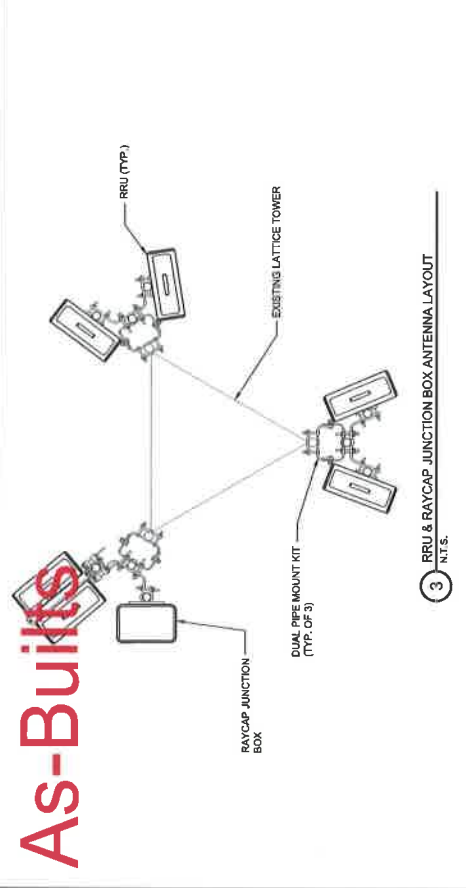 As-Builts
RRU (TYP.)
EXISTING LATTICE TOWER
RAYCAP JUNCTION
BOX
DUAL PIPE MOUNT KIT
(TYP. OF 3)
3
RRU & RAYCAP JUNCTION BOX ANTENNA LAYOUT
N.T.S.